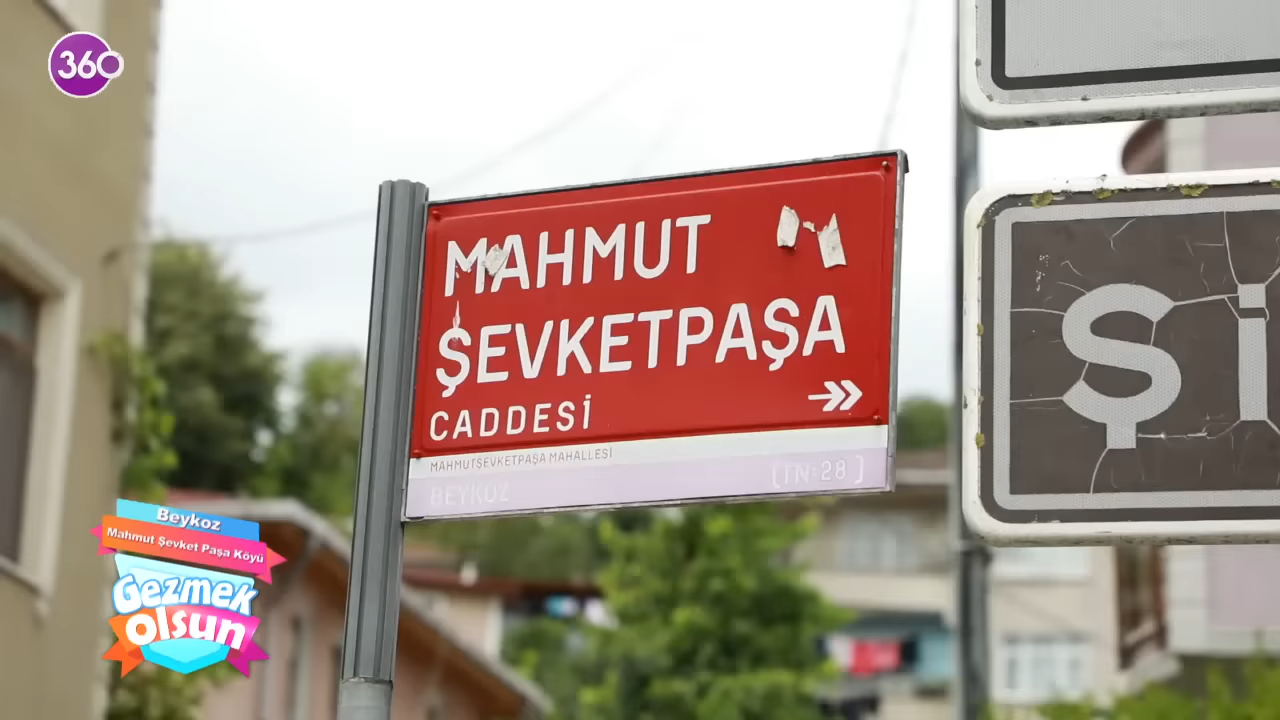 360
MAHMUT
ŞEVKETPAŞA
CADDESİ
MAHMUTŞEVKETPAŞA MAHALLESİ
BEYKOZ
[TN:28]
Şi
Beykoz
Mahmut Şevket Paşa Köyü
Gezmek
olsun